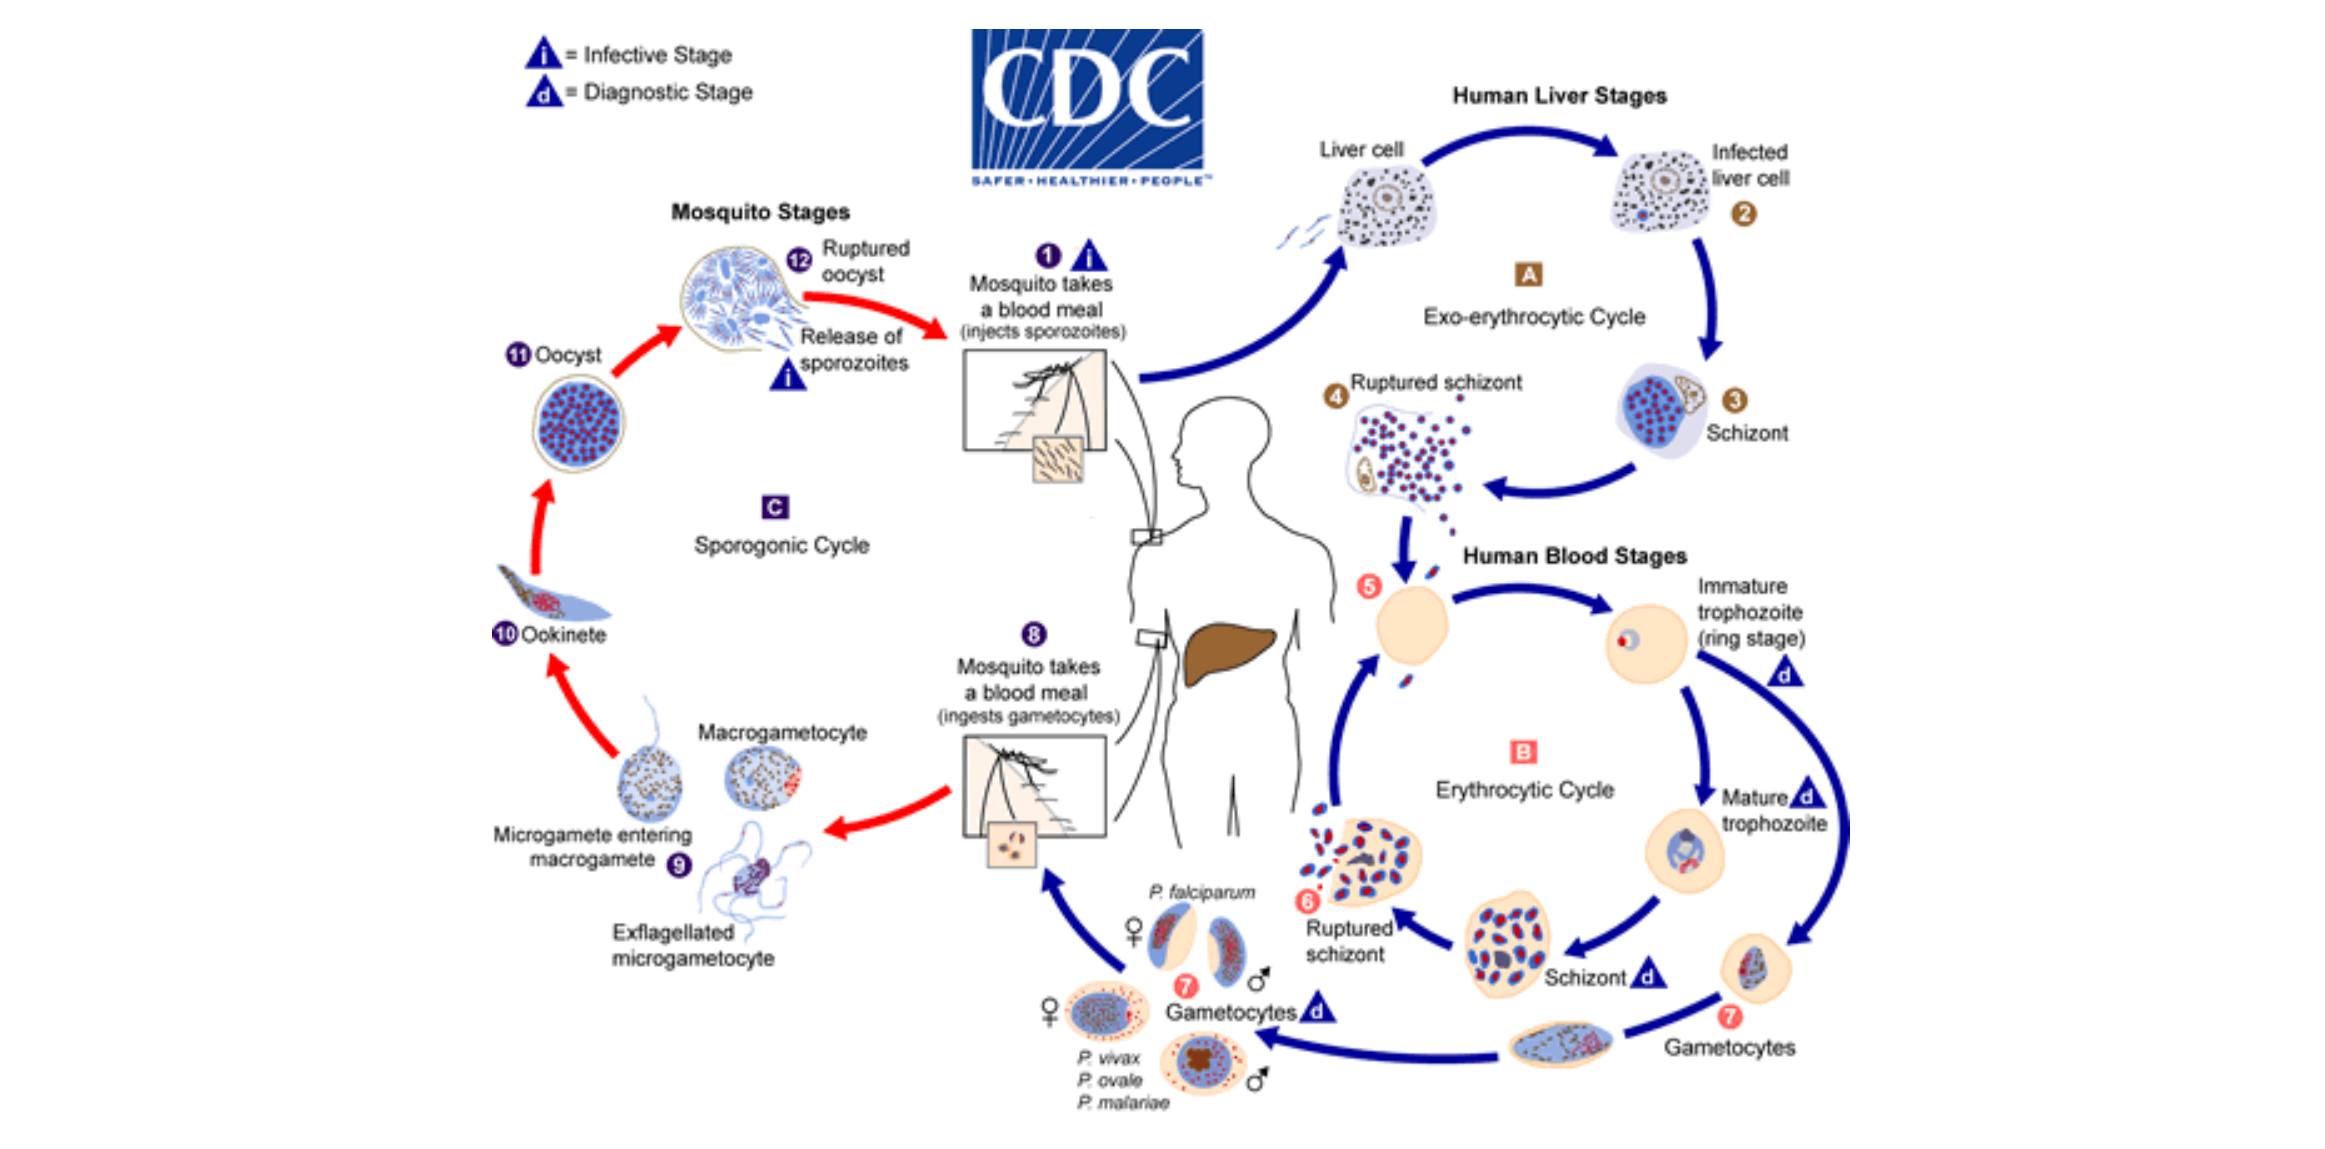 i = Infective Stage
d = Diagnostic Stage
CDC
SAFER•HEALTHIER•PEOPLE™
Human Liver Stages
Liver cell
Infected
liver cell
2
A
Exo-erythrocytic Cycle
3
Schizont
4 Ruptured schizont
Mosquito Stages
12 Ruptured
oocyst
Release of
sporozoites
i
11 Oocyst
C
Sporogonic Cycle
10 Ookinete
Macrogametocyte
Microgamete entering
macrogamete 9
Exflagellated
microgametocyte
1 i
Mosquito takes
a blood meal
(injects sporozoites)
8
Mosquito takes
a blood meal
(ingests gametocytes)
Human Blood Stages
5
Immature
trophozoite
(ring stage)
d
B
Erythrocytic Cycle
Mature d
trophozoite
Schizont d
6
Ruptured
schizont
7
Gametocytes
P. falciparum
♀
♂
7
Gametocytes d
♀
♂
P. vivax
P. ovale
P. malariae